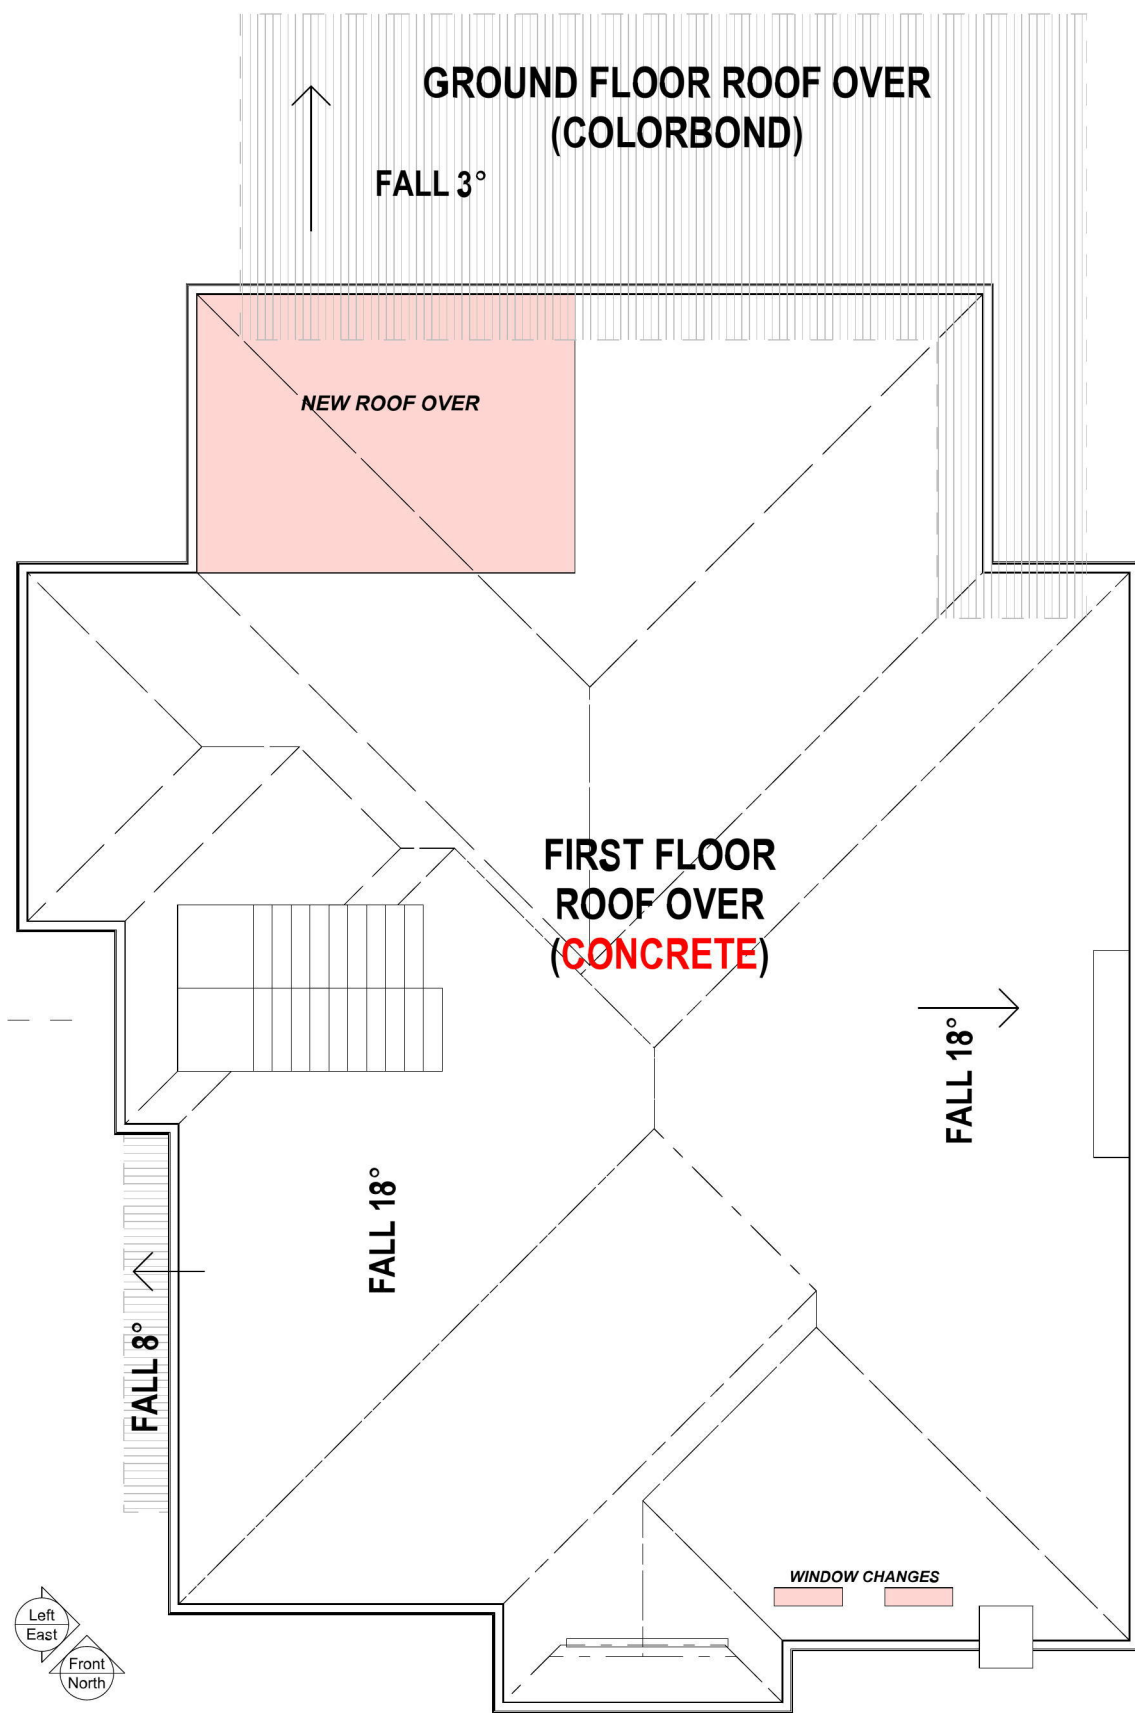 GROUND FLOOR ROOF OVER
(COLORBOND)
FALL 3°
NEW ROOF OVER
FIRST FLOOR
ROOF OVER
(CONCRETE)
FALL 18°
FALL 18°
FALL 8°
WINDOW CHANGES
Left
East
Front
North